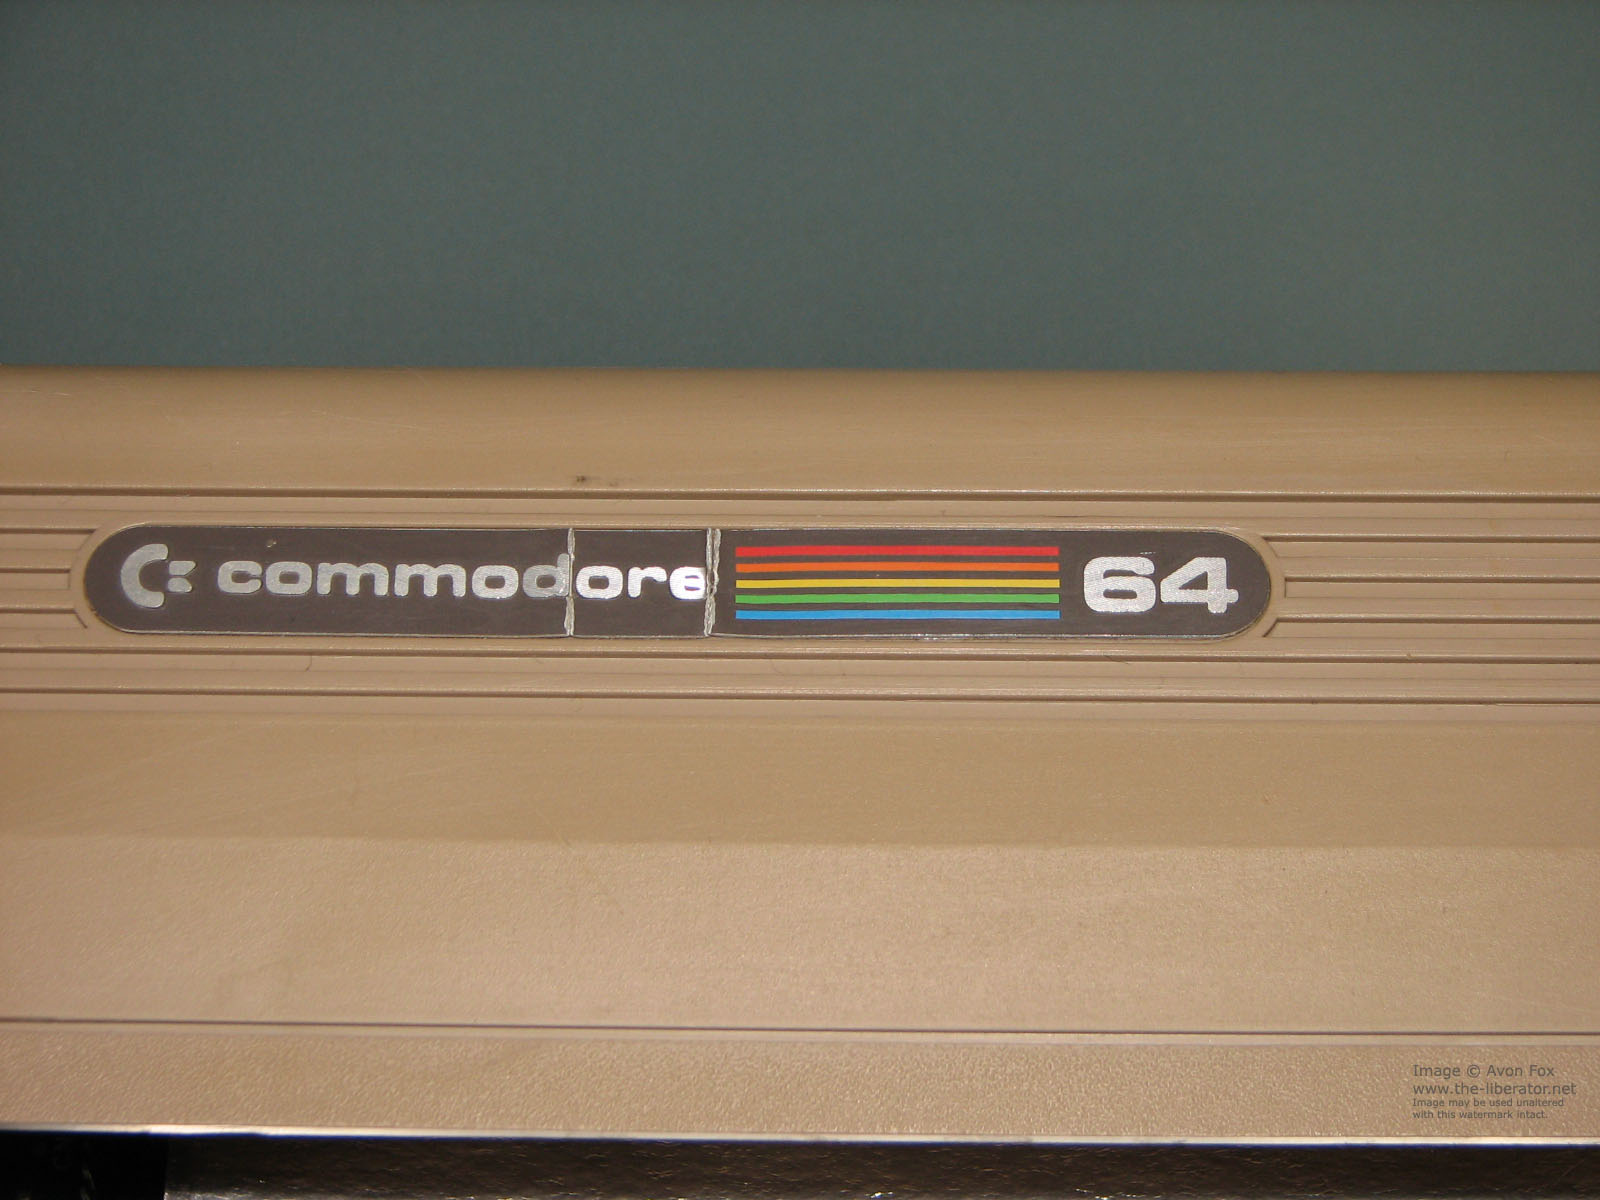 commodore 64
Image © Avon Fox
www.the-liberator.net
Image may be used unaltered
with this watermark intact.